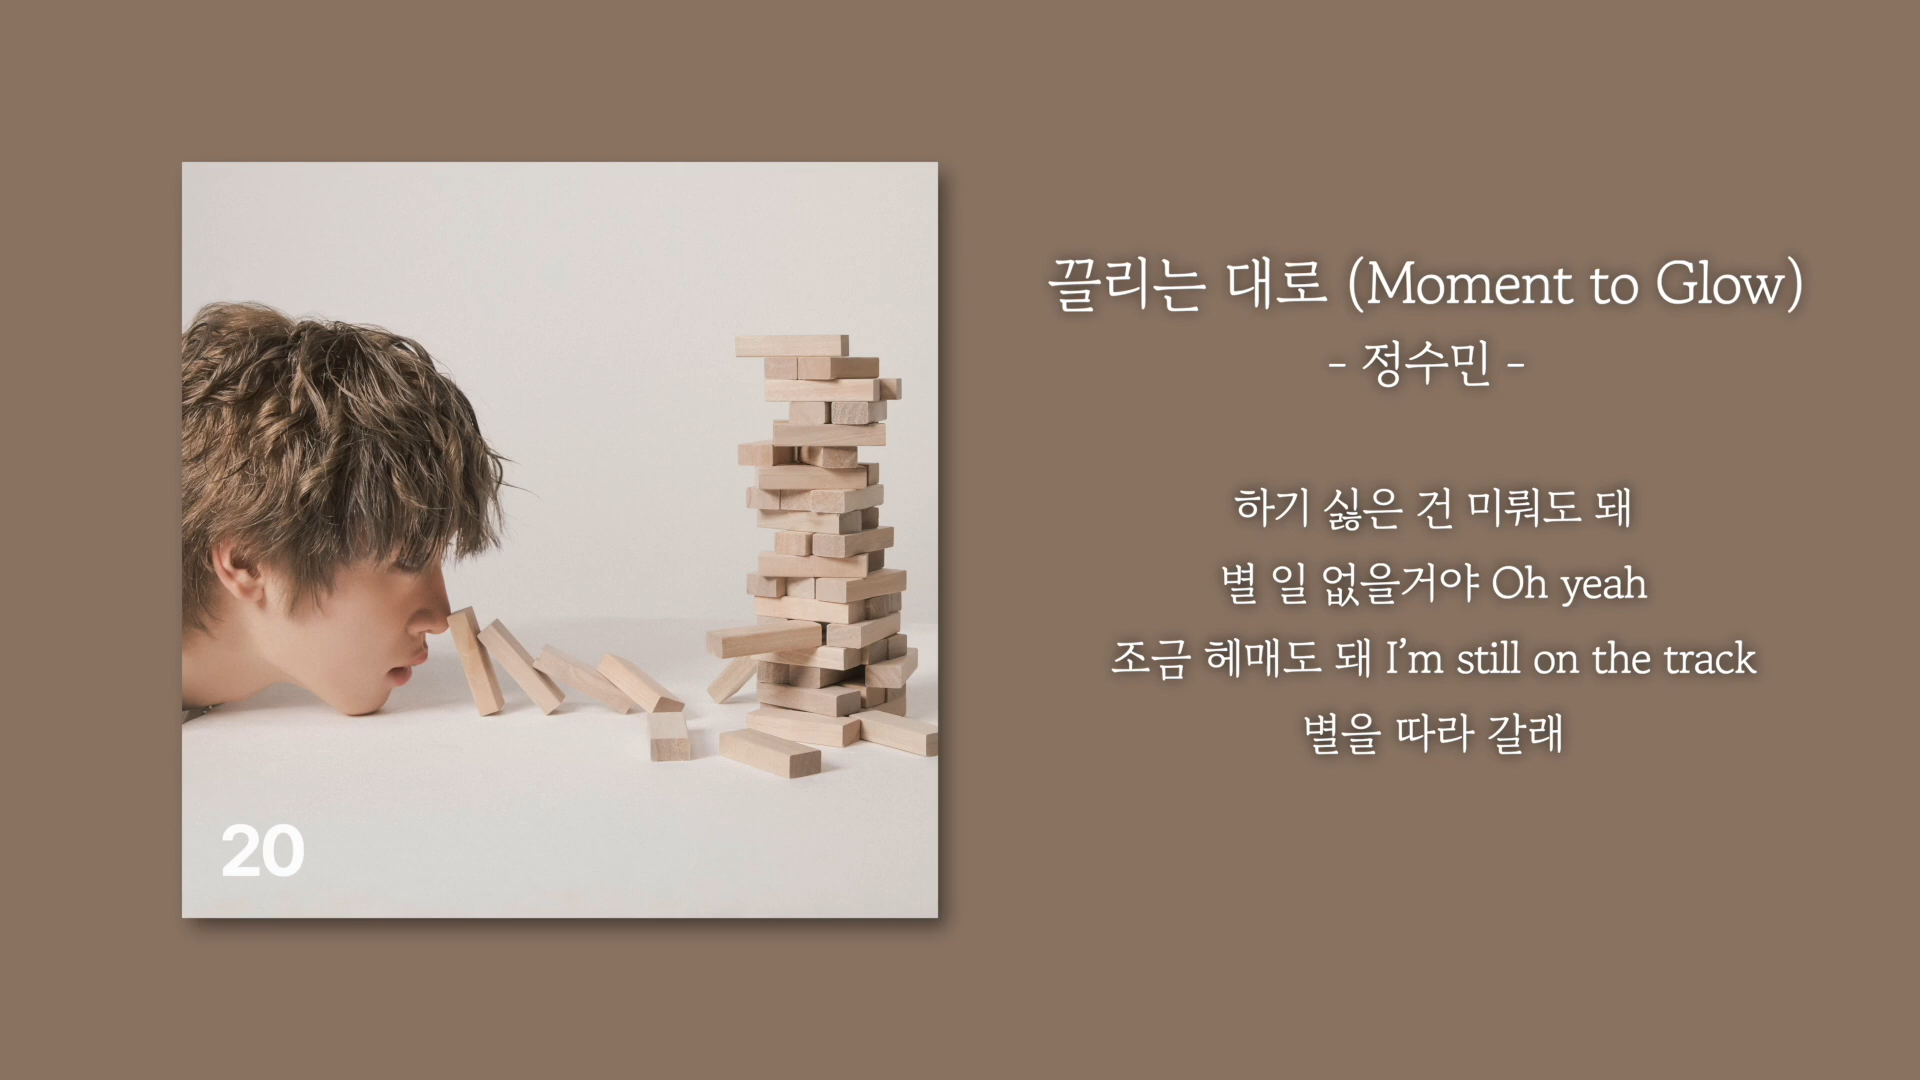 끌리는 대로 (Moment to Glow)
- 정수민 -
하기 싫은 건 미뤄도 돼
별 일 없을거야 Oh yeah
조금 헤매도 돼 I’m still on the track
별을 따라 갈래
20